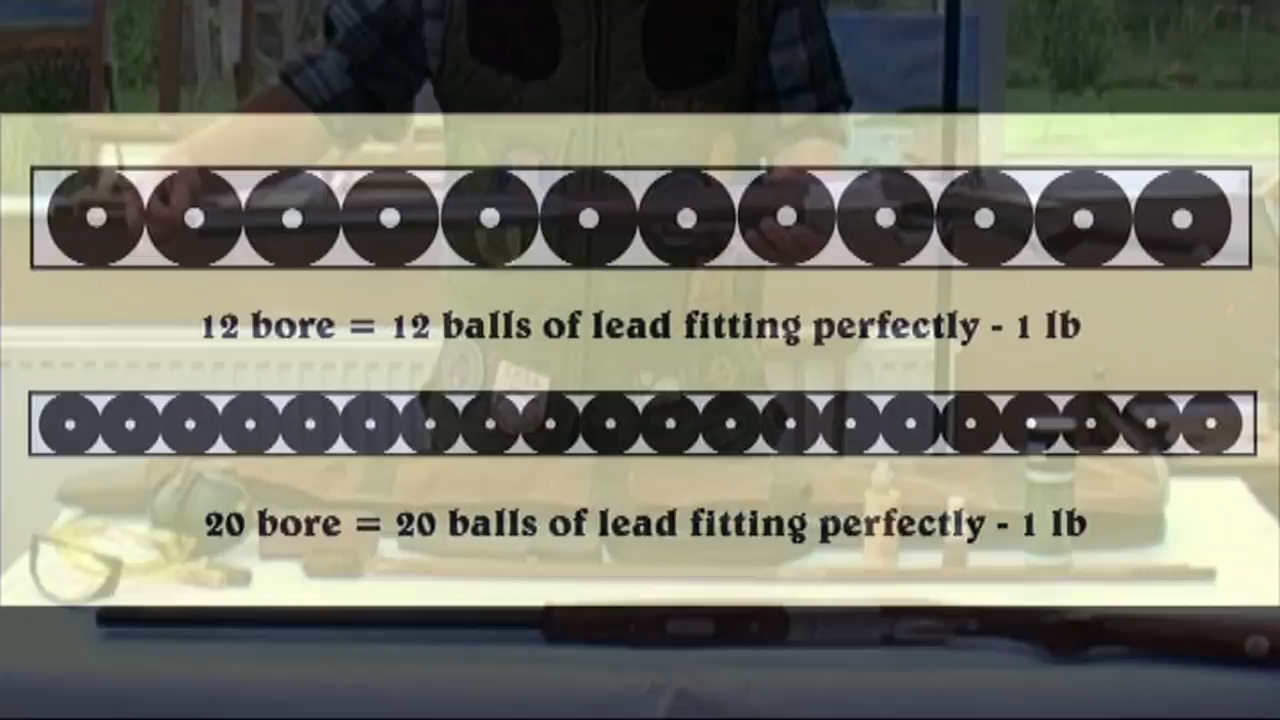 12 bore = 12 balls of lead fitting perfectly - 1 lb
20 bore = 20 balls of lead fitting perfectly - 1 lb